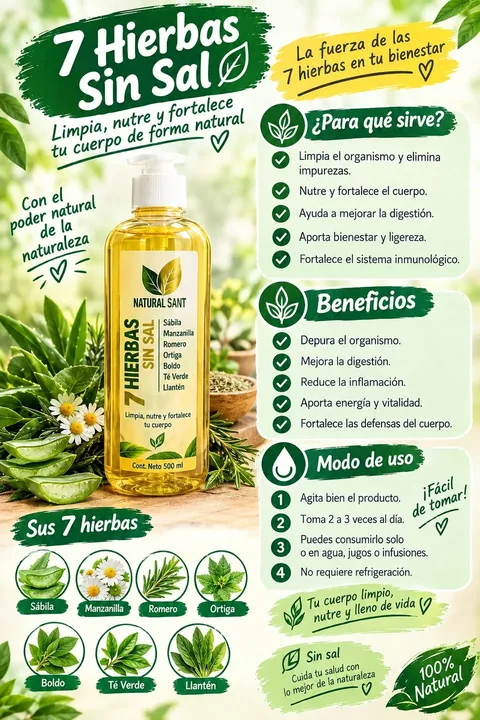 7 Hierbas
Sin Sal
Limpia, nutre y fortalece
tu cuerpo de forma natural
La fuerza de las
7 hierbas en tu bienestar
Con el
poder natural
de la
naturaleza
NATURAL SANT
7 HIERBAS
SIN SAL
Sábila
Manzanilla
Romero
Ortiga
Boldo
Té Verde
Llantén
Limpia, nutre y fortalece
tu cuerpo
Cont. Neto 500 ml
¿Para qué sirve?
Limpia el organismo y elimina
impurezas.
Nutre y fortalece el cuerpo.
Ayuda a mejorar la digestión.
Aporta bienestar y ligereza.
Fortalece el sistema inmunológico.
Beneficios
Depura el organismo.
Mejora la digestión.
Reduce la inflamación.
Aporta energía y vitalidad.
Fortalece las defensas del cuerpo.
Modo de uso
1 Agita bien el producto.
2 Toma 2 a 3 veces al día.
3 Puedes consumirlo solo
o en agua, jugos o infusiones.
4 No requiere refrigeración.
¡Fácil
de tomar!
Sus 7 hierbas
Sábila
Manzanilla
Romero
Ortiga
Boldo
Té Verde
Llantén
Tu cuerpo limpio,
nutre y lleno de vida
Sin sal
Cuida tu salud con
lo mejor de la naturaleza
100%
Natural